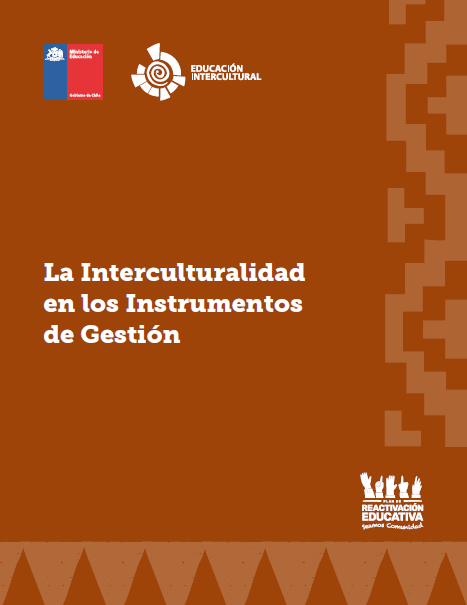 Ministerio de
Educación
Gobierno de Chile
EDUCACIÓN
INTERCULTURAL
La Interculturalidad
en los Instrumentos
de Gestión
PLAN DE
REACTIVACIÓN
EDUCATIVA
Seamos Comunidad